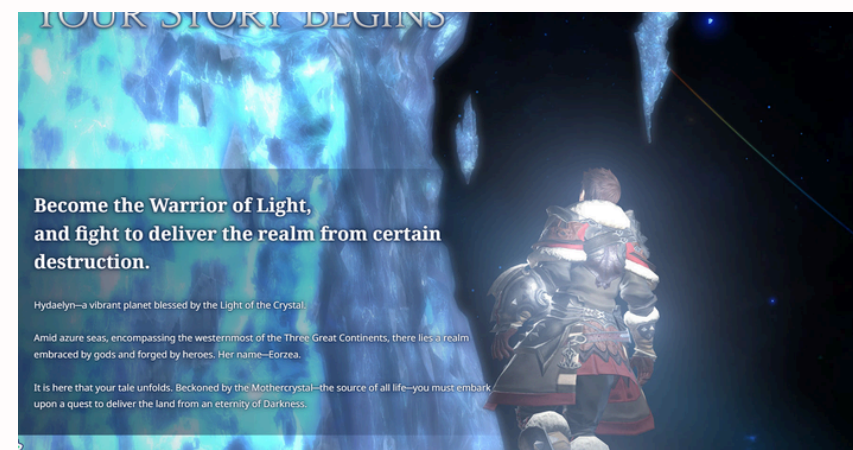 YOUR STORY BEGINS
Become the Warrior of Light,
and fight to deliver the realm from certain
destruction.
Hydaelyn—a vibrant planet blessed by the Light of the Crystal.
Amid azure seas, encompassing the westernmost of the Three Great Continents, there lies a realm
embraced by gods and forged by heroes. Her name—Eorzea.
It is here that your tale unfolds. Beckoned by the Mothercrystal—the source of all life—you must embark
upon a quest to deliver the land from an eternity of Darkness.